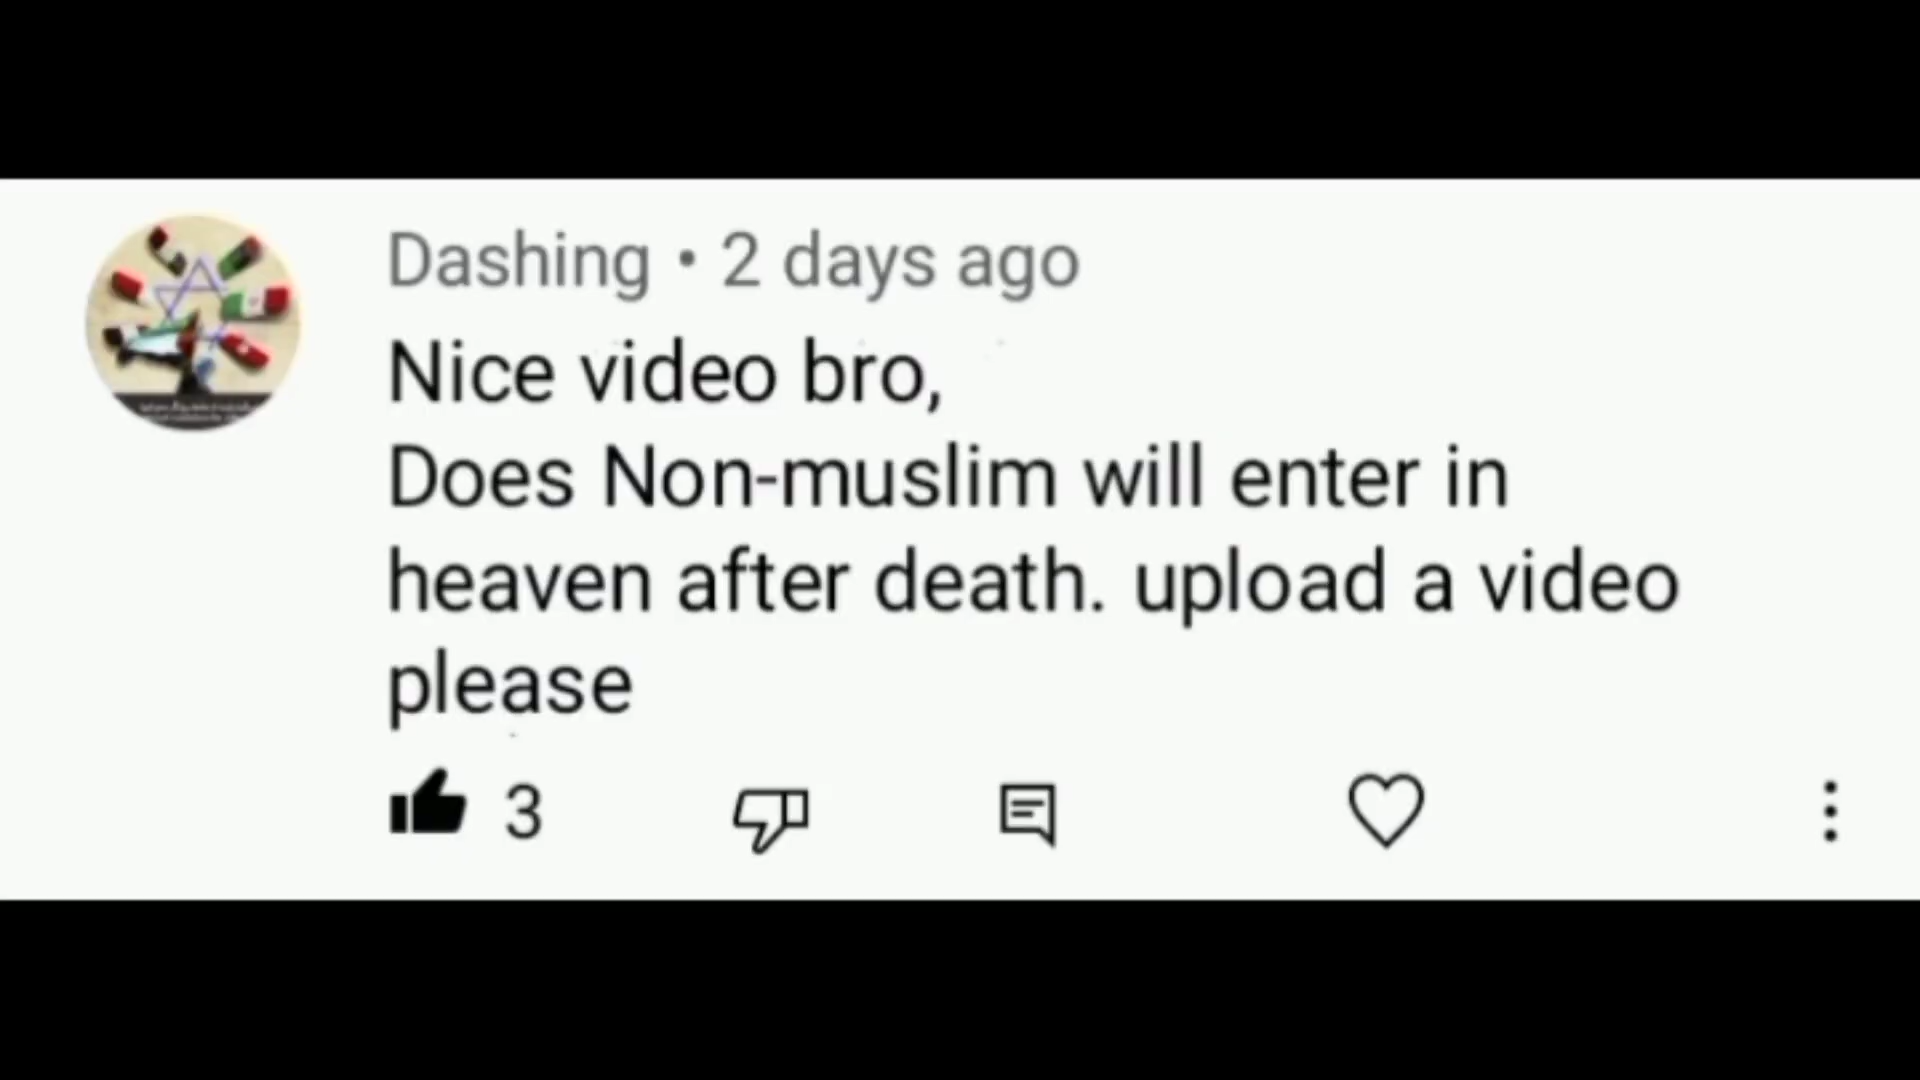 Dashing • 2 days ago
Nice video bro,
Does Non-muslim will enter in
heaven after death. upload a video
please
3